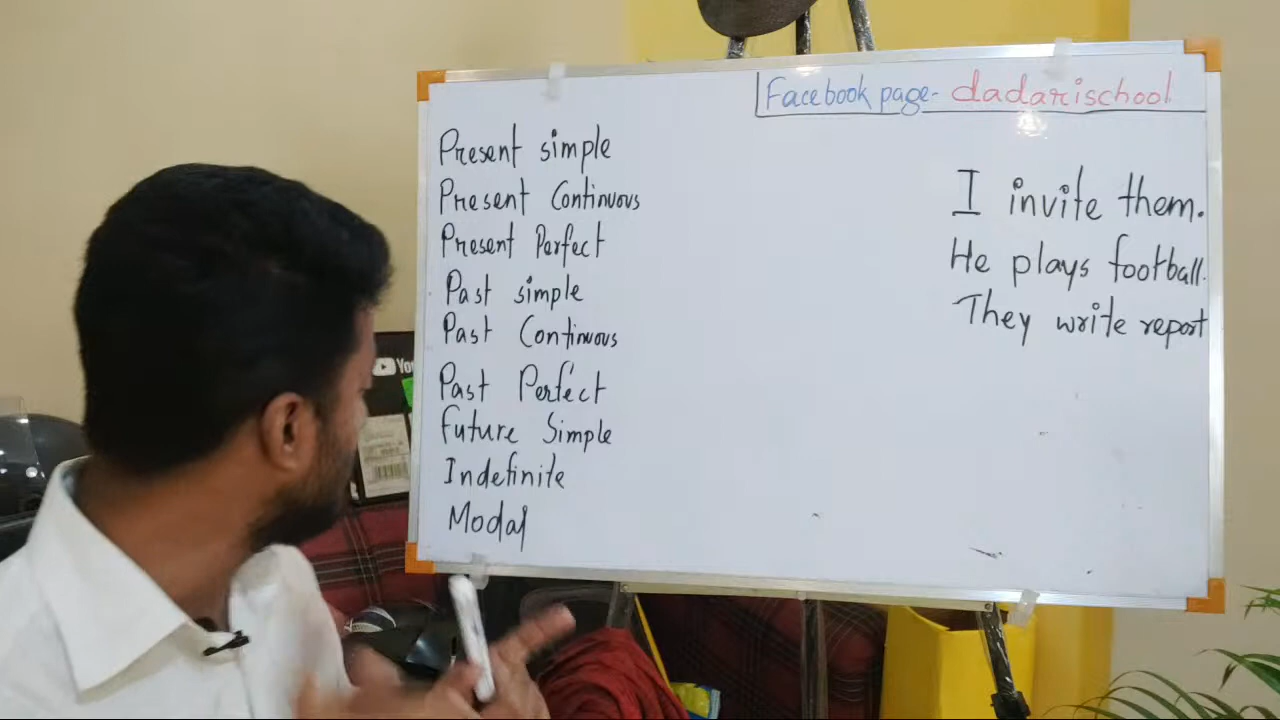 Facebook page- dadarischool
Present simple
Present Continuous
Present Perfect
Past simple
Past Continuous
Past Perfect
Future Simple
Indefinite
Modal
I invite them.
He plays football.
They write report
You